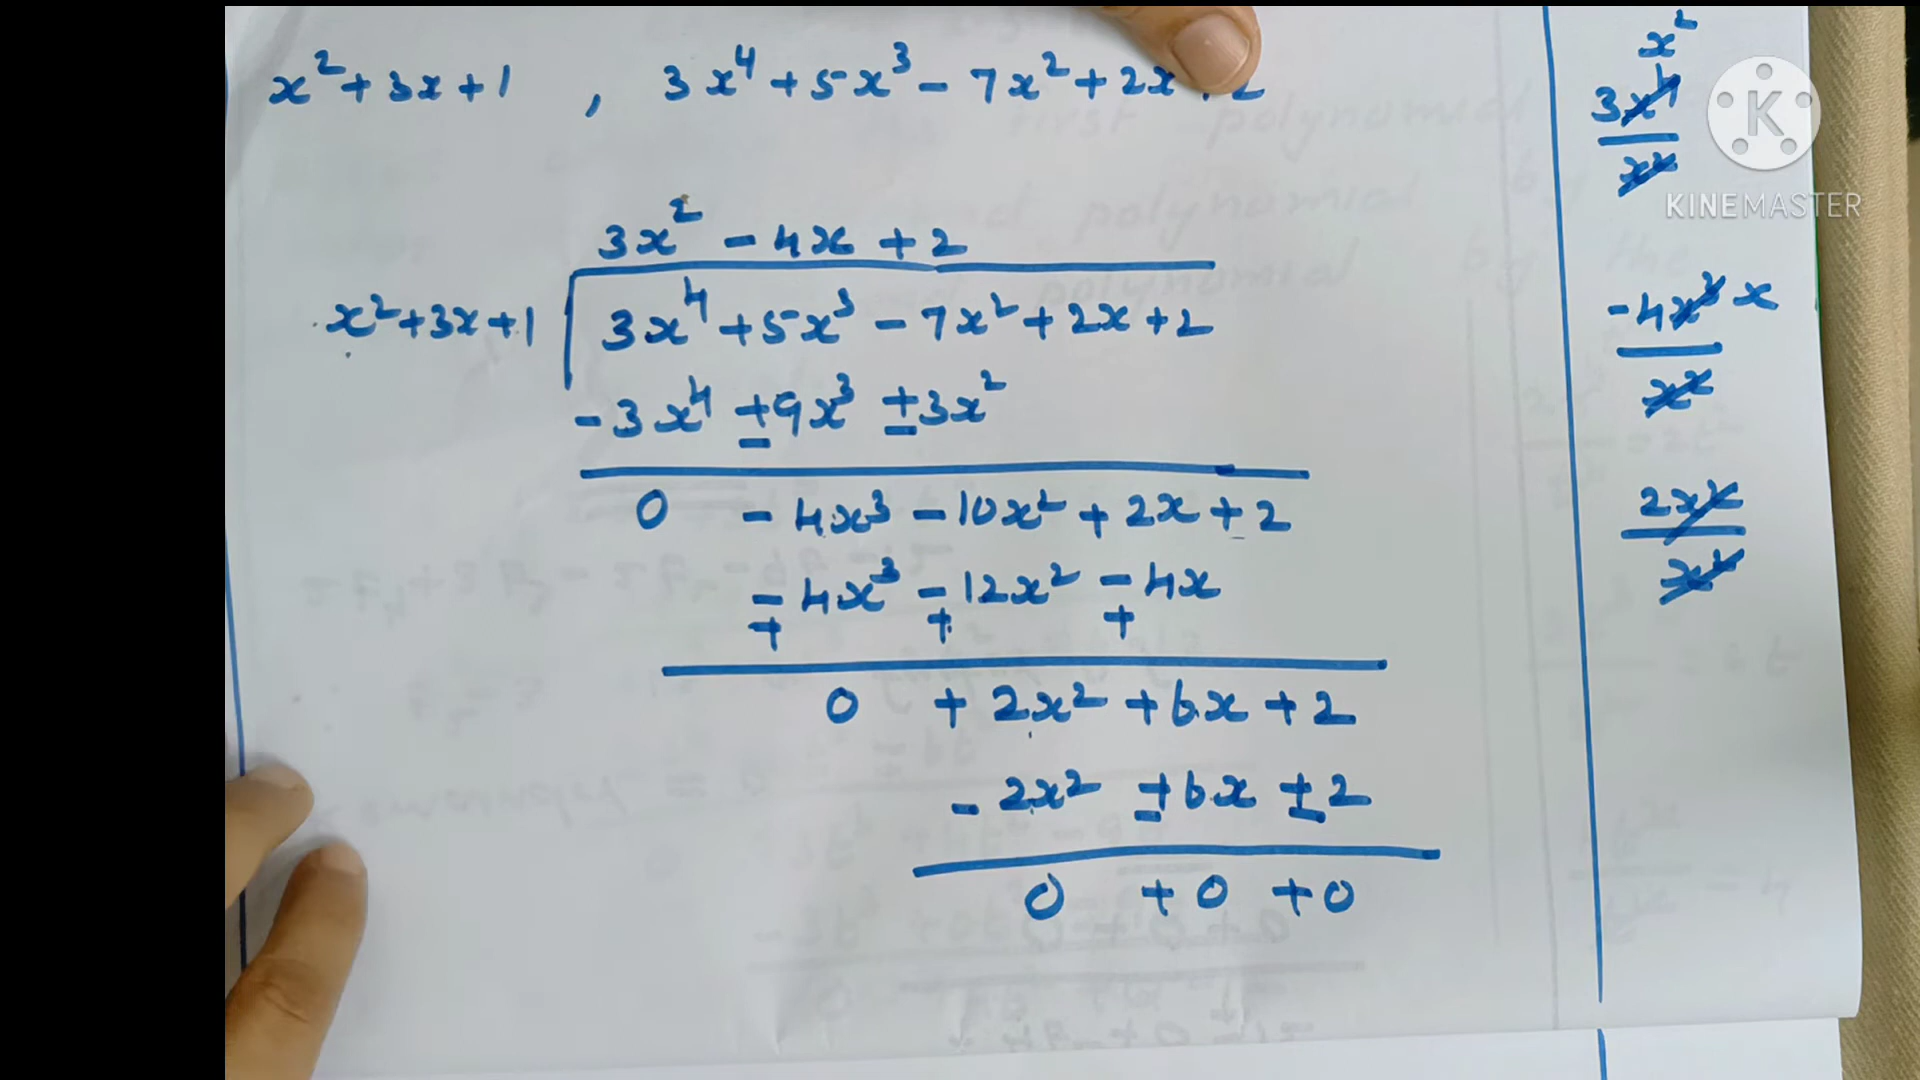 x² + 3x + 1 , 3x⁴ + 5x³ - 7x² + 2x + 2
3x² - 4x + 2
x² + 3x + 1 3x⁴ + 5x³ - 7x² + 2x + 2
- 3x⁴ ± 9x³ ± 3x²
0 - 4x³ - 10x² + 2x + 2
∓ 4x³ ∓ 12x² ∓ 4x
0 + 2x² + 6x + 2
- 2x² ± 6x ± 2
0 + 0 + 0
x²
3x⁴
x²
-4x³ x
x²
2x²
x²
K
KINEMASTER